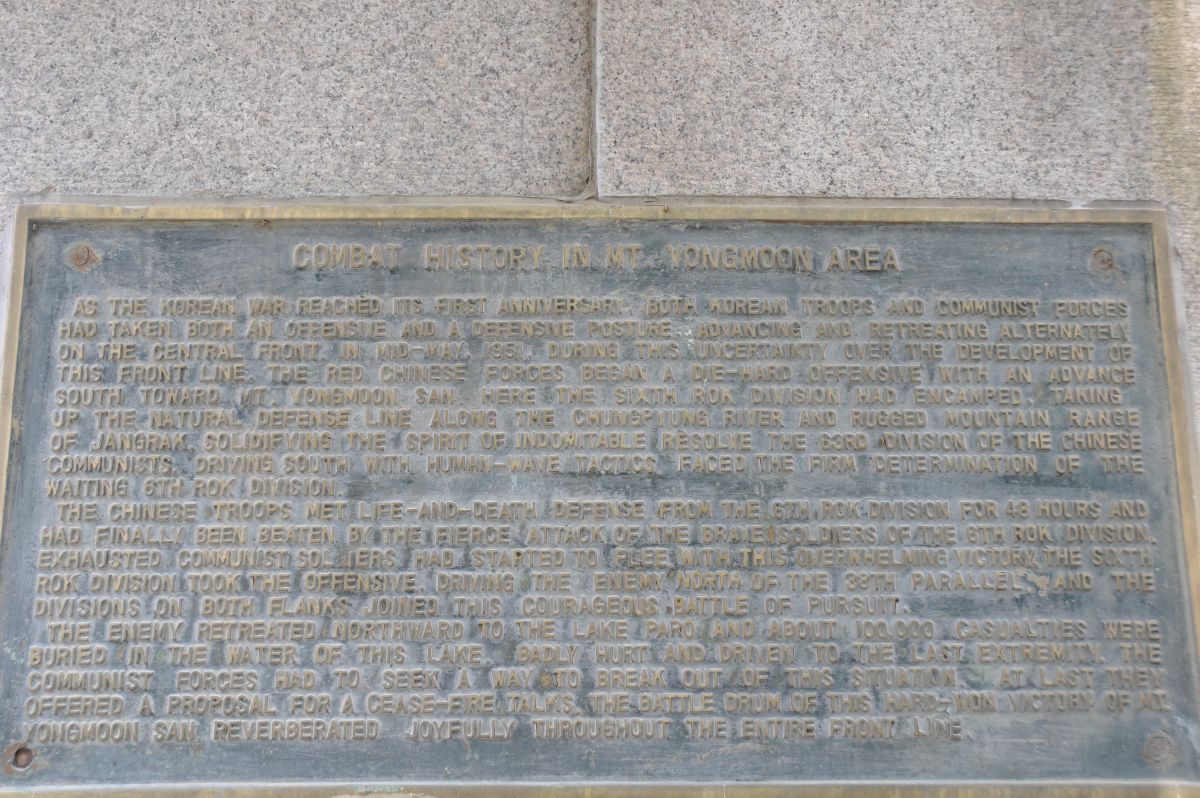 COMBAT HISTORY IN MT. YONGMOON AREA
AS THE KOREAN WAR REACHED ITS FIRST ANNIVERSARY, BOTH KOREAN TROOPS AND COMMUNIST FORCES
HAD TAKEN BOTH AN OFFENSIVE AND A DEFENSIVE POSTURE, ADVANCING AND RETREATING ALTERNATELY
ON THE CENTRAL FRONT IN MID-MAY, 1951. DURING THIS UNCERTAINTY OVER THE DEVELOPMENT OF
THIS FRONT LINE, THE RED CHINESE FORCES BEGAN A DIE-HARD OFFENSIVE WITH AN ADVANCE
SOUTH TOWARD MT. YONGMOON SAN. HERE THE SIXTH ROK DIVISION HAD ENCAMPED, TAKING
UP THE NATURAL DEFENSE LINE ALONG THE CHUNGPYUNG RIVER AND RUGGED MOUNTAIN RANGE
OF JANGRAK, SOLIDIFYING THE SPIRIT OF INDOMITABLE RESOLVE. THE 63RD DIVISION OF THE CHINESE
COMMUNISTS, DRIVING SOUTH WITH HUMAN-WAVE TACTICS, FACED THE FIRM DETERMINATION OF THE
WAITING 6TH ROK DIVISION.
THE CHINESE TROOPS MET LIFE-AND-DEATH DEFENSE FROM THE 6TH ROK DIVISION FOR 48 HOURS AND
HAD FINALLY BEEN BEATEN BY THE FIERCE ATTACK OF THE BRAVE SOLDIERS OF THE 6TH ROK DIVISION.
EXHAUSTED COMMUNIST SOLDIERS HAD STARTED TO FLEE. WITH THIS OVERWHELMING VICTORY, THE SIXTH
ROK DIVISION TOOK THE OFFENSIVE, DRIVING THE ENEMY NORTH OF THE 38TH PARALLEL, AND THE
DIVISIONS ON BOTH FLANKS JOINED THIS COURAGEOUS BATTLE OF PURSUIT.
THE ENEMY RETREATED NORTHWARD TO THE LAKE PARO AND ABOUT 100,000 CASUALTIES WERE
BURIED IN THE WATER OF THIS LAKE. BADLY HURT AND DRIVEN TO THE LAST EXTREMITY, THE
COMMUNIST FORCES HAD TO SEEK A WAY TO BREAK OUT OF THIS SITUATION. AT LAST THEY
OFFERED A PROPOSAL FOR A CEASE-FIRE TALKS. THE BATTLE DRUM OF THIS HARD-WON VICTORY OF MT.
YONGMOON SAN REVERBERATED JOYFULLY THROUGHOUT THE ENTIRE FRONT LINE.